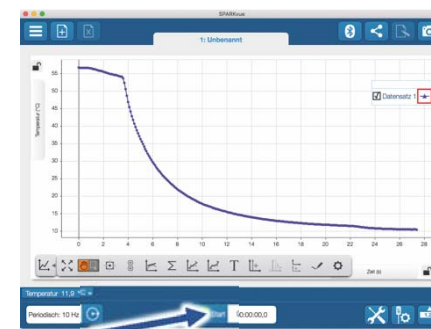 SPARKvue
1: Unbenannt
Datensatz 1
Temperatur (°C)
55
50
45
40
35
30
25
20
15
10
0 2 4 6 8 10 12 14 16 18 20 22 24 26 28
Zeit (s)
Σ T
Temperatur 11,9 °C
Periodisch: 10 Hz
Start
00:00:00,0